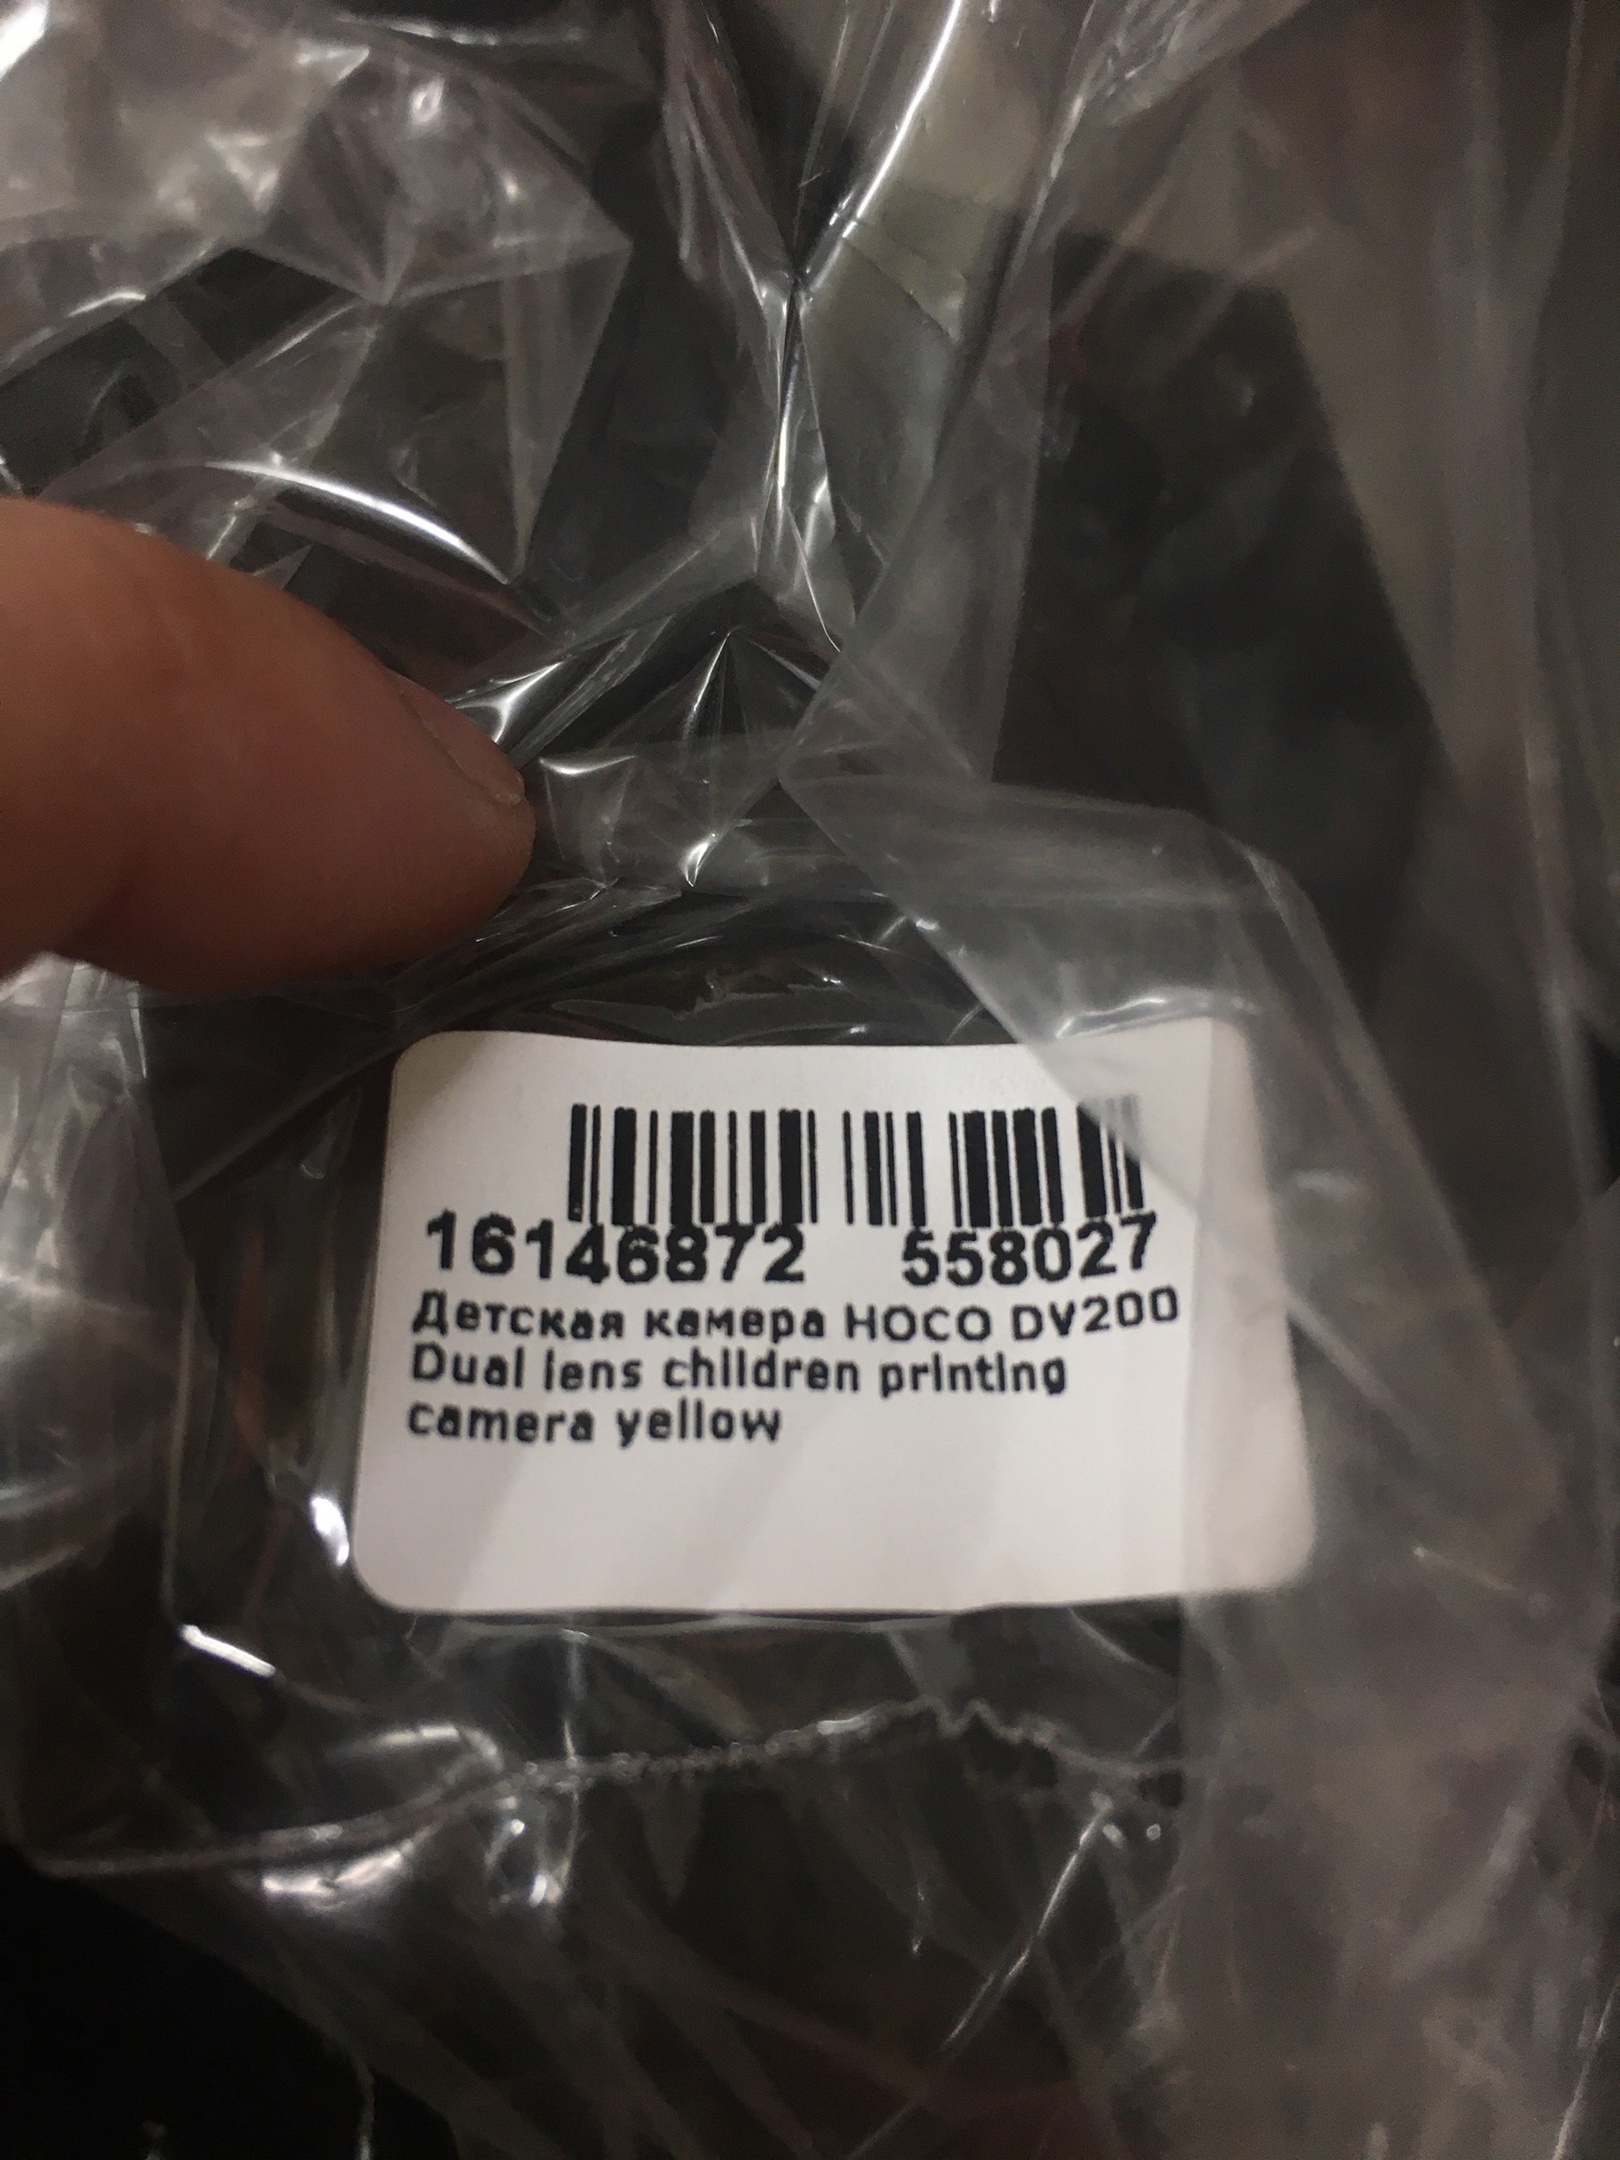 16146872 558027
Детская камера HOCO DV200
Dual lens children printing
camera yellow